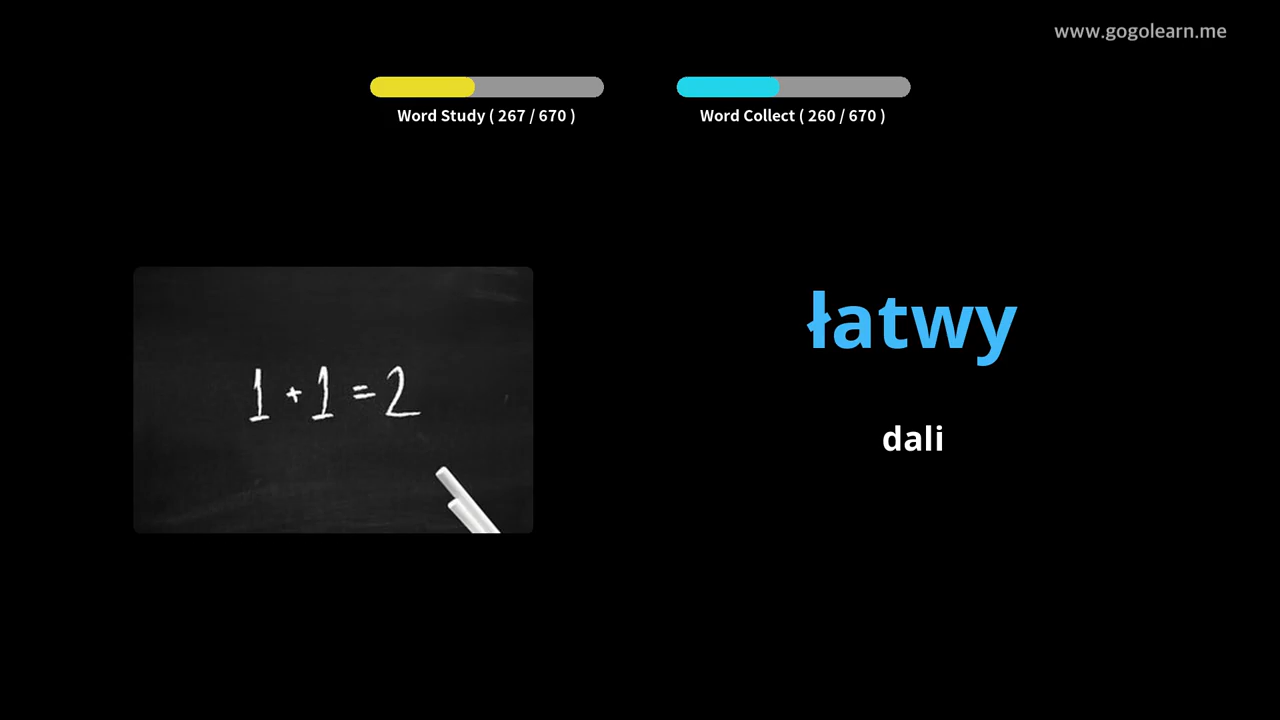 www.gogolearn.me
Word Study ( 267 / 670 )
Word Collect ( 260 / 670 )
1 + 1 = 2
łatwy
dali